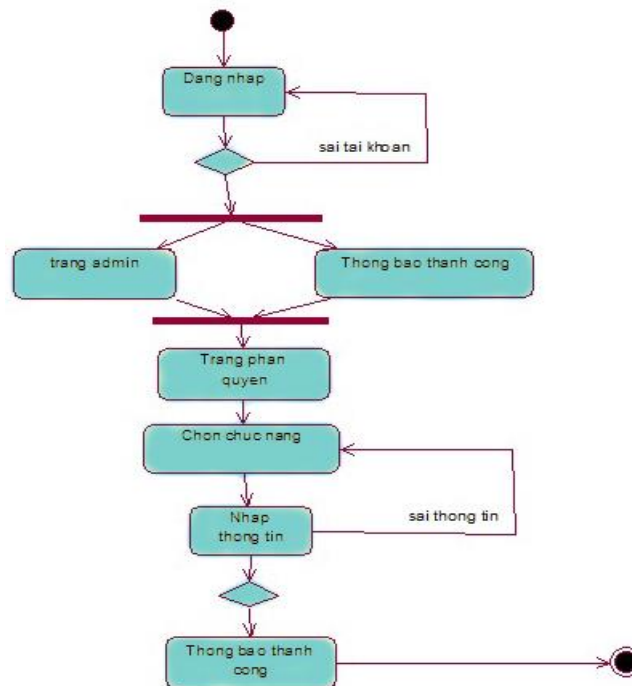 Dang nhap
sai tai khoan
trang admin
Thong bao thanh cong
Trang phan
quyen
Chon chuc nang
Nhap
thong tin
sai thong tin
Thong bao thanh
cong